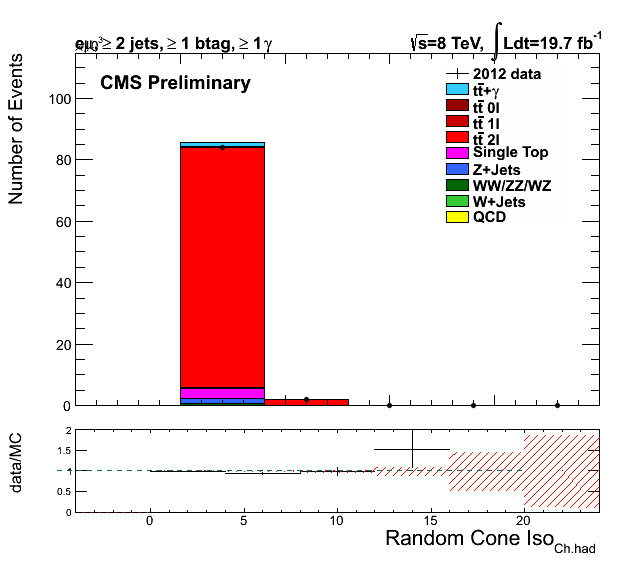 ≥ 2 jets, ≥ 1 btag, ≥ 1γ
√s=8 TeV, ∫Ldt=19.7 fb⁻¹
CMS Preliminary
2012 data
tt̄+γ
tt̄ 0l
tt̄ 1l
tt̄ 2l
Single Top
Z+Jets
WW/ZZ/WZ
W+Jets
QCD
Number of Events
100
80
60
40
20
0
data/MC
2
1.5
1
0.5
0
0 5 10 15 20
Random Cone Iso Ch.had